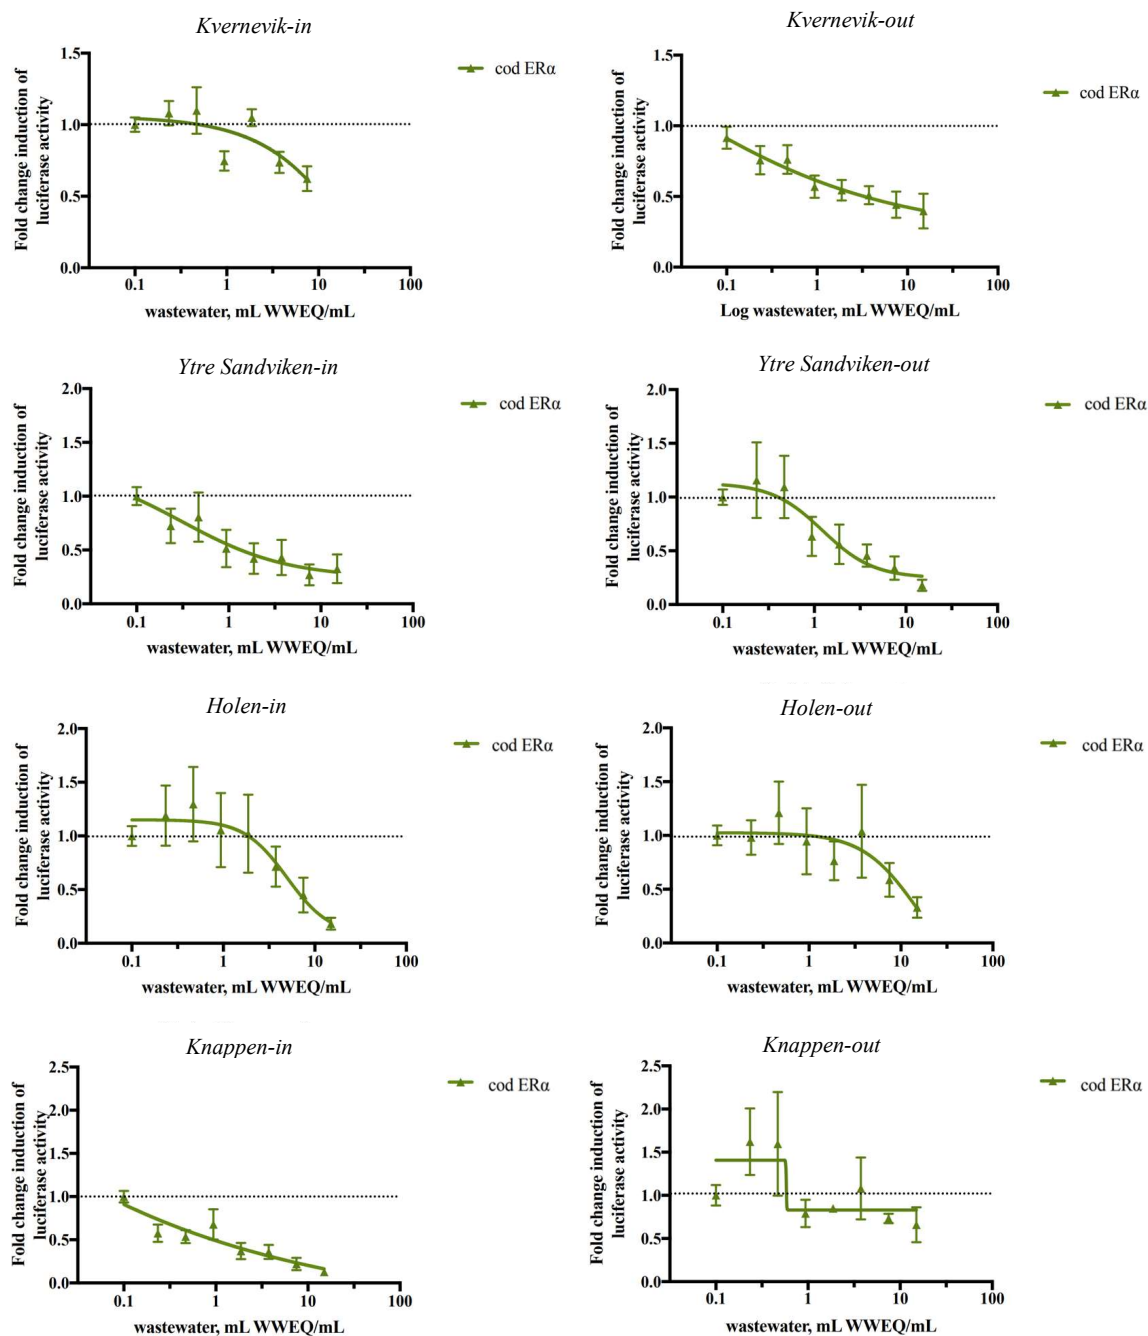 Kvernevik-in
Fold change induction of
luciferase activity
1.5
1.0
0.5
0.0
0.1
1
10
100
wastewater, mL WWEQ/mL
cod ERα
Kvernevik-out
Fold change induction of
luciferase activity
1.5
1.0
0.5
0.0
0.1
1
10
100
Log wastewater, mL WWEQ/mL
cod ERα
Ytre Sandviken-in
Fold change induction of
luciferase activity
2.0
1.5
1.0
0.5
0.0
0.1
1
10
100
wastewater, mL WWEQ/mL
cod ERα
Ytre Sandviken-out
Fold change induction of
luciferase activity
2.0
1.5
1.0
0.5
0.0
0.1
1
10
100
wastewater, mL WWEQ/mL
cod ERα
Holen-in
Fold change induction of
luciferase activity
2.0
1.5
1.0
0.5
0.0
0.1
1
10
100
wastewater, mL WWEQ/mL
cod ERα
Holen-out
Fold change induction of
luciferase activity
2.0
1.5
1.0
0.5
0.0
0.1
1
10
100
wastewater, mL WWEQ/mL
cod ERα
Knappen-in
Fold change induction of
luciferase activity
2.5
2.0
1.5
1.0
0.5
0.0
0.1
1
10
100
wastewater, mL WWEQ/mL
cod ERα
Knappen-out
Fold change induction of
luciferase activity
2.5
2.0
1.5
1.0
0.5
0.0
0.1
1
10
100
wastewater, mL WWEQ/mL
cod ERα